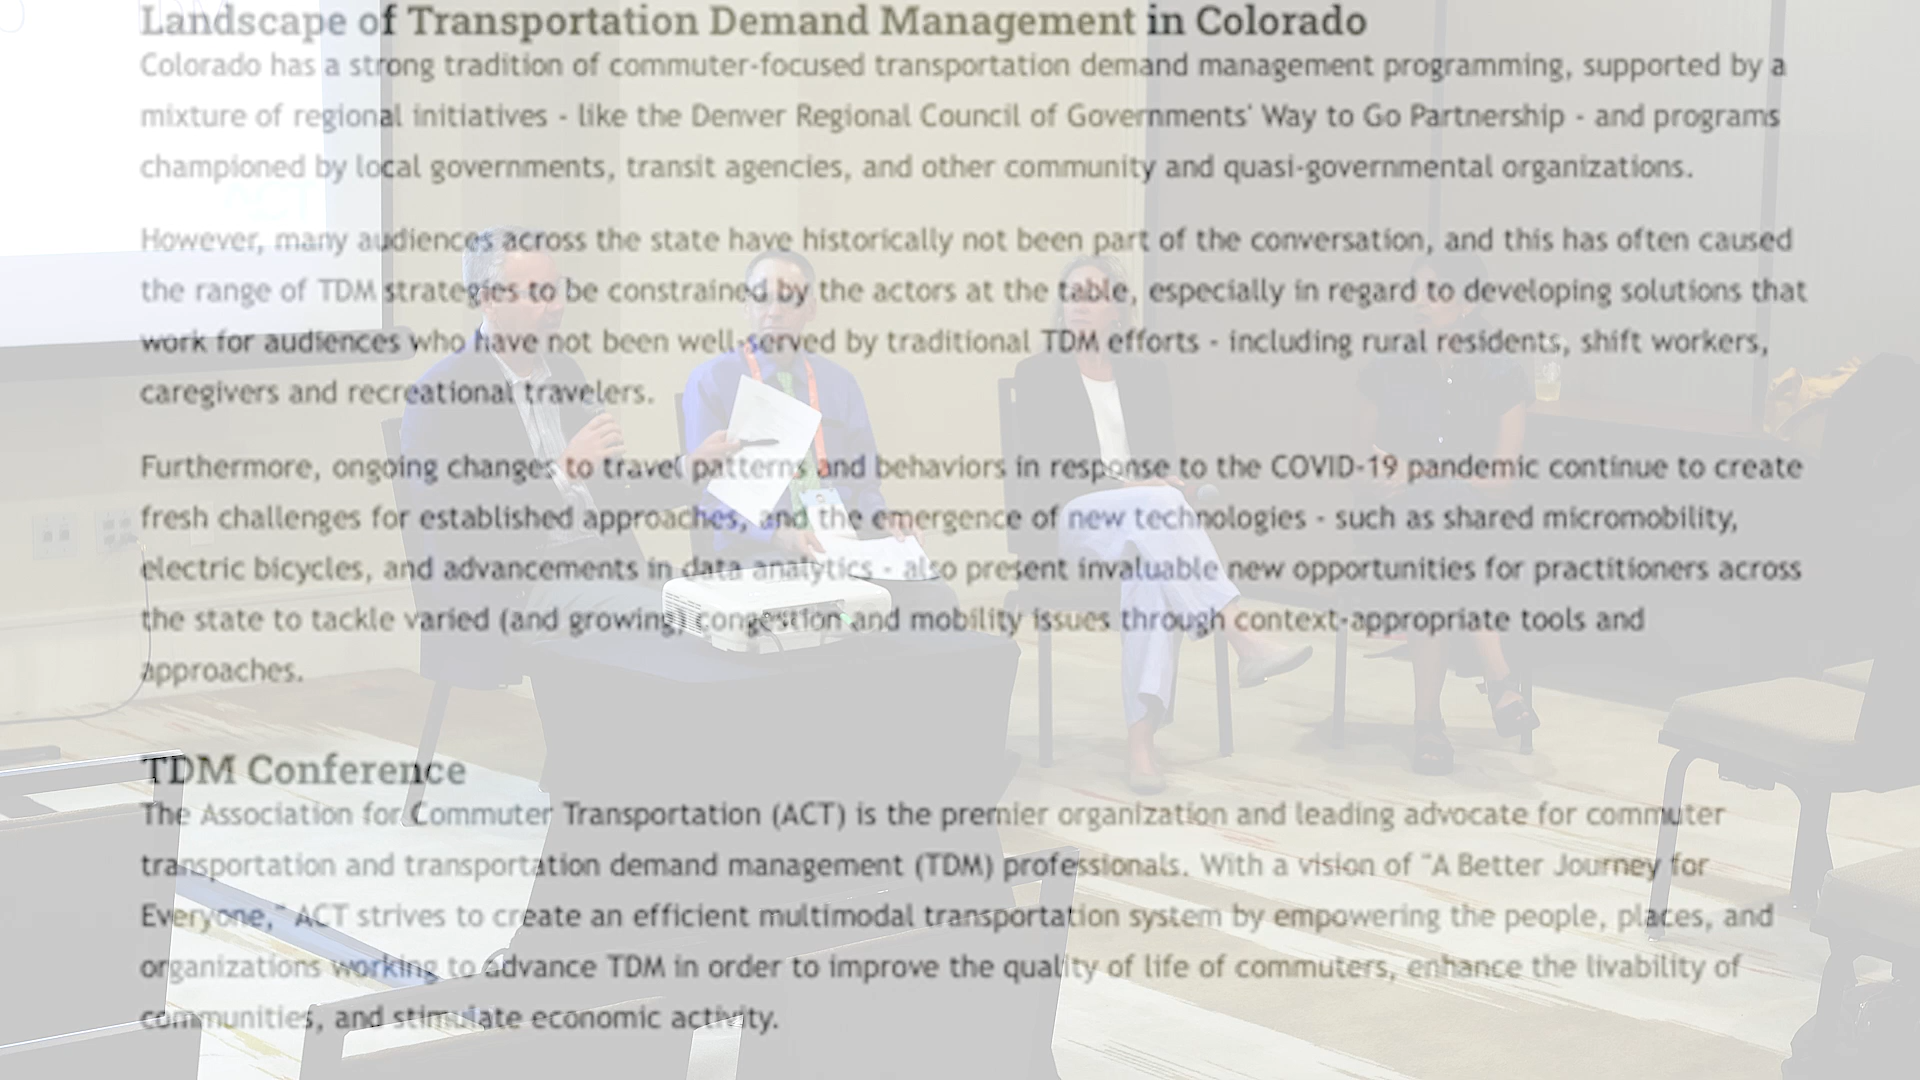 Landscape of Transportation Demand Management in Colorado
Colorado has a strong tradition of commuter-focused transportation demand management programming, supported by a
mixture of regional initiatives - like the Denver Regional Council of Governments' Way to Go Partnership - and programs
championed by local governments, transit agencies, and other community and quasi-governmental organizations.
However, many audiences across the state have historically not been part of the conversation, and this has often caused
the range of TDM strategies to be constrained by the actors at the table, especially in regard to developing solutions that
work for audiences who have not been well-served by traditional TDM efforts - including rural residents, shift workers,
caregivers and recreational travelers.
Furthermore, ongoing changes to travel patterns and behaviors in response to the COVID-19 pandemic continue to create
fresh challenges for established approaches, and the emergence of new technologies - such as shared micromobility,
electric bicycles, and advancements in data analytics - also present invaluable new opportunities for practitioners across
the state to tackle varied (and growing) congestion and mobility issues through context-appropriate tools and
approaches.
TDM Conference
The Association for Commuter Transportation (ACT) is the premier organization and leading advocate for commuter
transportation and transportation demand management (TDM) professionals. With a vision of "A Better Journey for
Everyone," ACT strives to create an efficient multimodal transportation system by empowering the people, places, and
organizations working to advance TDM in order to improve the quality of life of commuters, enhance the livability of
communities, and stimulate economic activity.